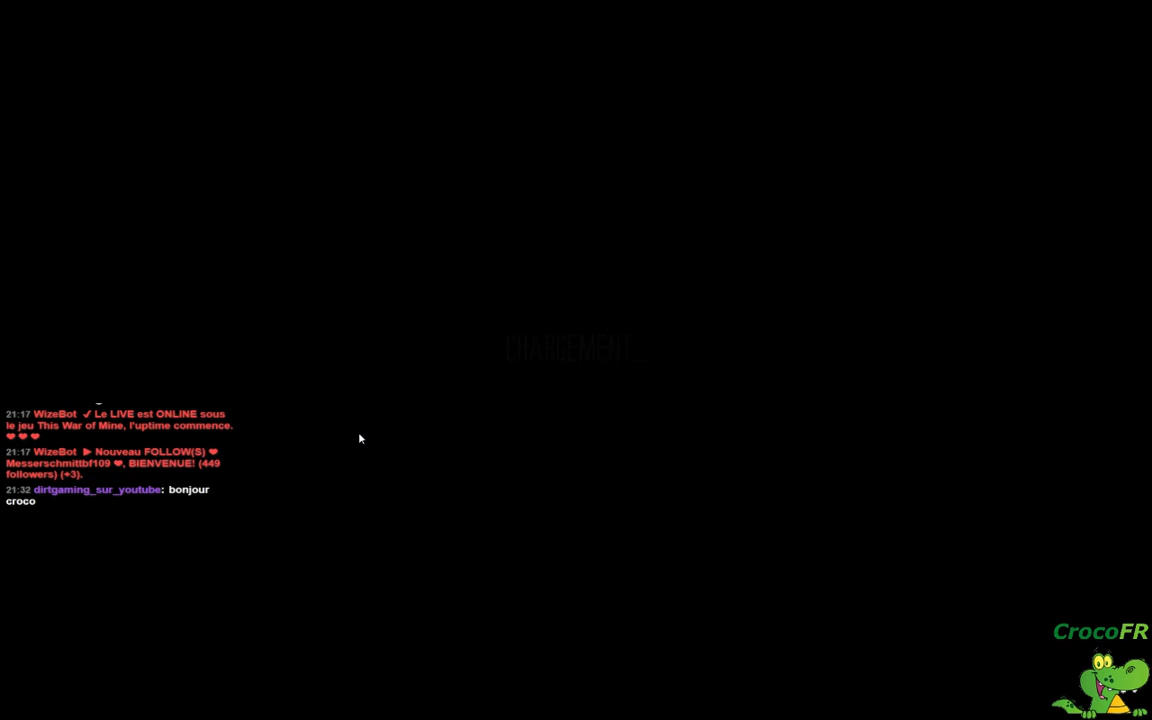 CHARGEMENT...
21:17 WizeBot ✓ Le LIVE est ONLINE sous
le jeu This War of Mine, l'uptime commence.
❤ ❤ ❤
21:17 WizeBot ▶ Nouveau FOLLOW(S) ❤
Messerschmittbf109 ❤, BIENVENUE! (449
followers) (+3).
21:32 dirtgaming_sur_youtube: bonjour
croco
CrocoFR